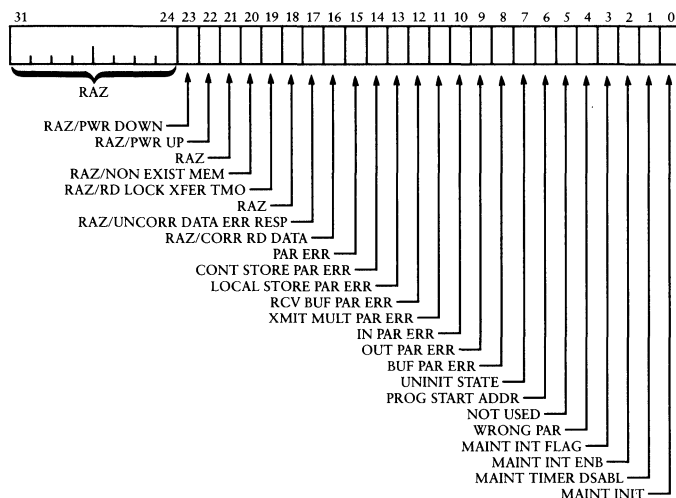 31 24 23 22 21 20 19 18 17 16 15 14 13 12 11 10 9 8 7 6 5 4 3 2 1 0
RAZ
RAZ/PWR DOWN
RAZ/PWR UP
RAZ
RAZ/NON EXIST MEM
RAZ/RD LOCK XFER TMO
RAZ
RAZ/UNCORR DATA ERR RESP
RAZ/CORR RD DATA
PAR ERR
CONT STORE PAR ERR
LOCAL STORE PAR ERR
RCV BUF PAR ERR
XMIT MULT PAR ERR
IN PAR ERR
OUT PAR ERR
BUF PAR ERR
UNINIT STATE
PROG START ADDR
NOT USED
WRONG PAR
MAINT INT FLAG
MAINT INT ENB
MAINT TIMER DSABL
MAINT INIT